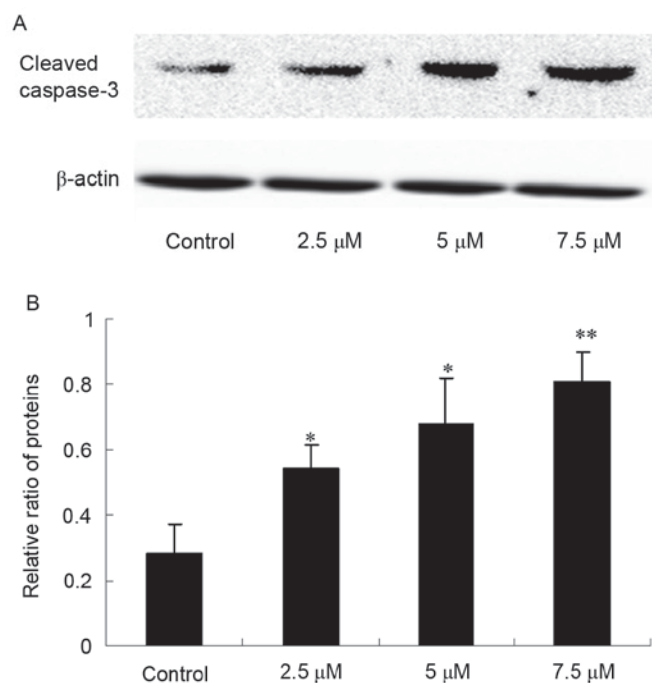 A
Cleaved
caspase-3
β-actin
Control 2.5 μM 5 μM 7.5 μM
B
Relative ratio of proteins
1
0.8
0.6
0.4
0.2
0
*
*
**
Control 2.5 μM 5 μM 7.5 μM